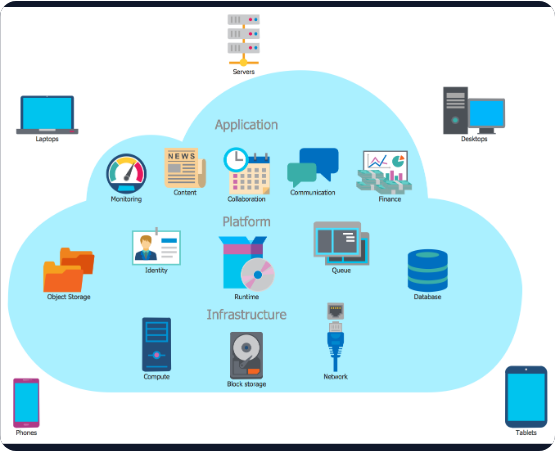 Servers
Laptops
Desktops
Application
NEWS
Monitoring
Content
Collaboration
Communication
Finance
Platform
Object Storage
Identity
Runtime
Queue
Database
Infrastructure
Compute
Block storage
Network
Phones
Tablets